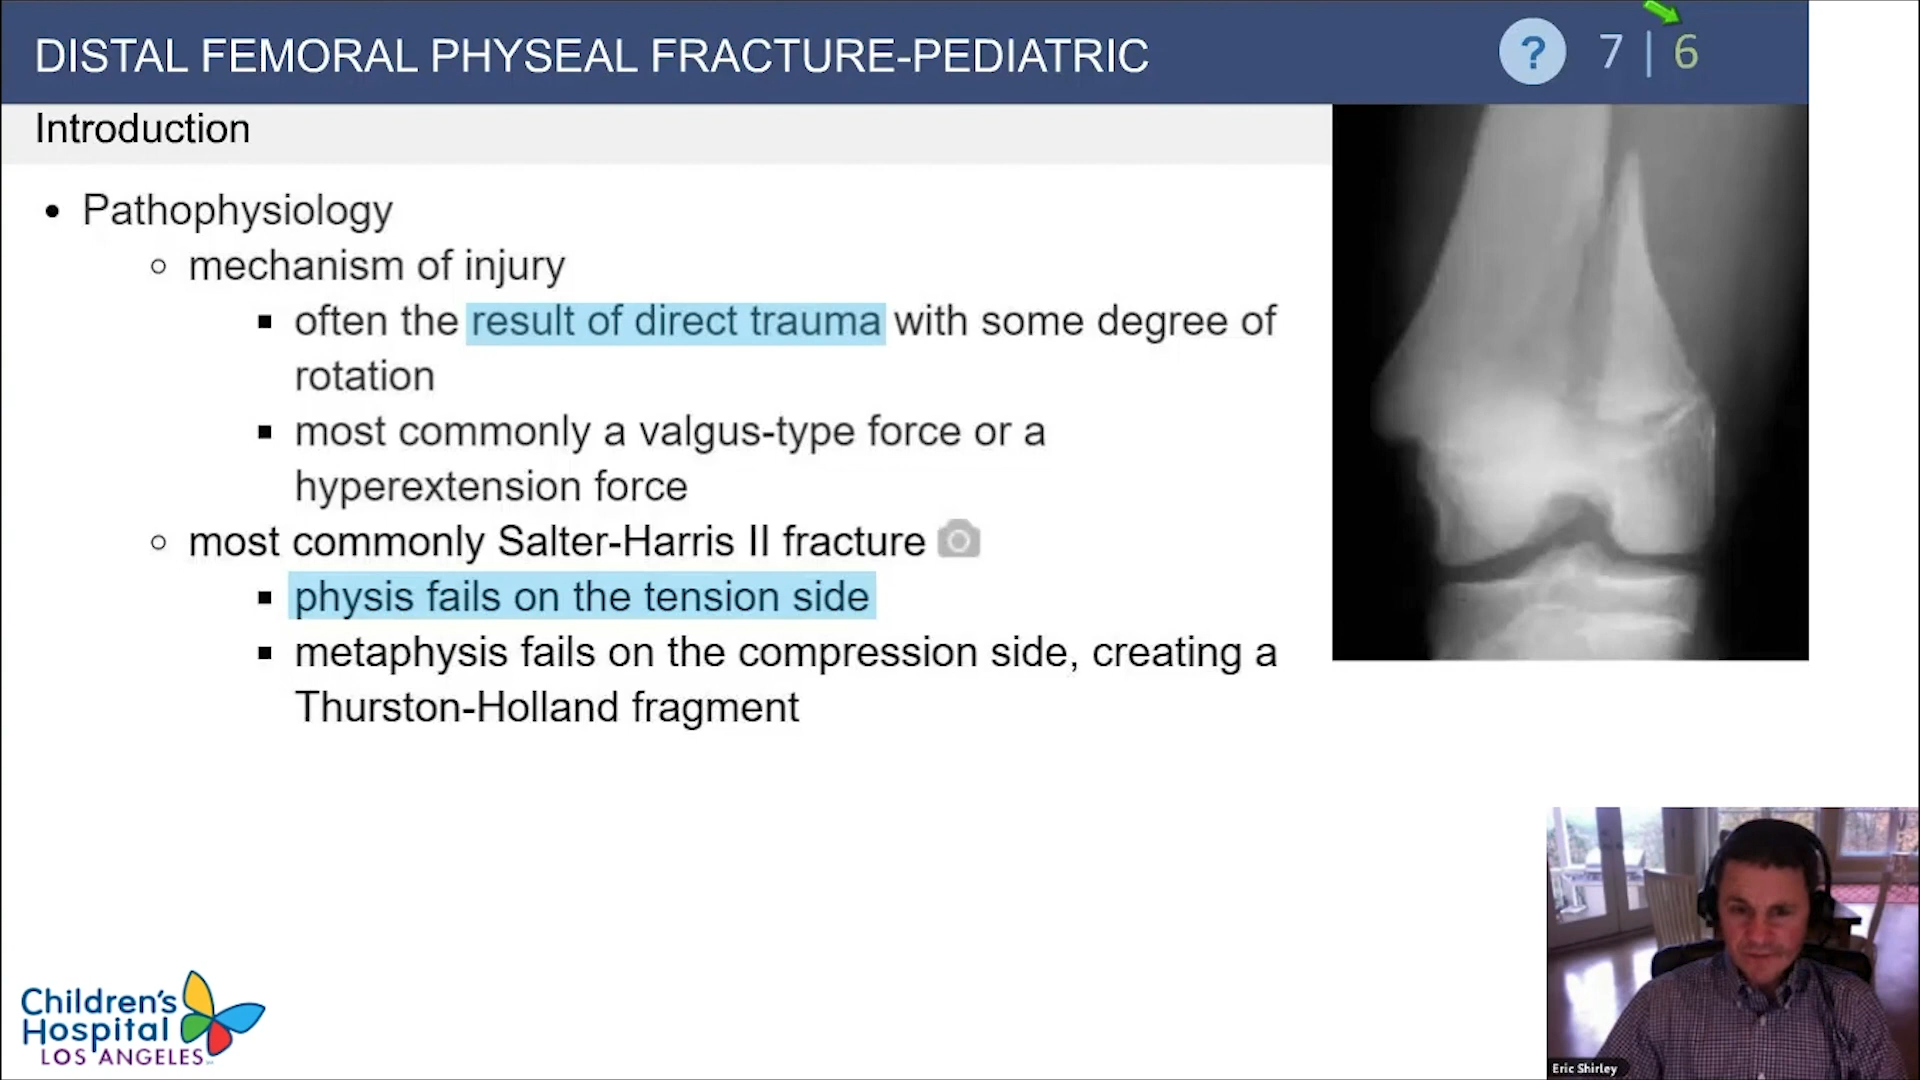 DISTAL FEMORAL PHYSEAL FRACTURE-PEDIATRIC
? 7 | 6
Introduction
• Pathophysiology
○ mechanism of injury
▪ often the result of direct trauma with some degree of
rotation
▪ most commonly a valgus-type force or a
hyperextension force
○ most commonly Salter-Harris II fracture
▪ physis fails on the tension side
▪ metaphysis fails on the compression side, creating a
Thurston-Holland fragment
Children's
Hospital
LOS ANGELES
Eric Shirley